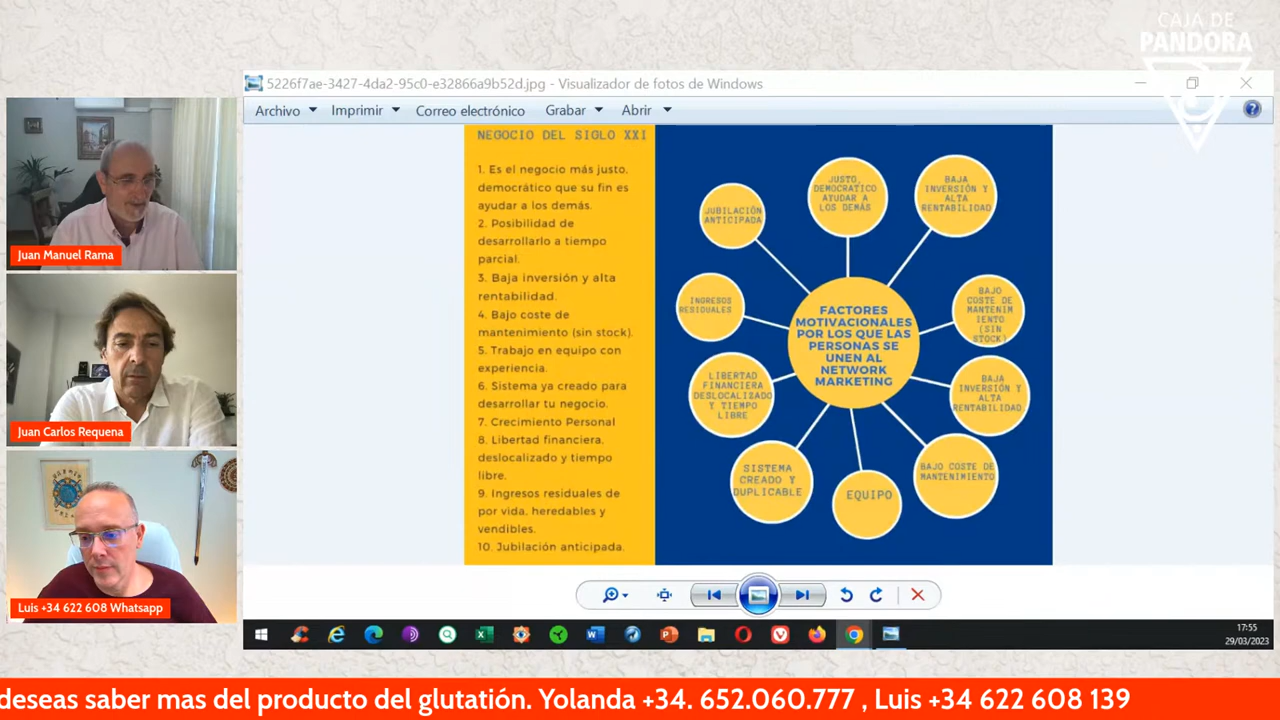 CAJA DE
PANDORA
5226f7ae-3427-4da2-95c0-e32866a9b52d.jpg - Visualizador de fotos de Windows
Archivo
Imprimir
Correo electrónico
Grabar
Abrir
NEGOCIO DEL SIGLO XXI
1. Es el negocio más justo,
democrático que su fin es
ayudar a los demás.
2. Posibilidad de
desarrollarlo a tiempo
parcial.
3. Baja inversión y alta
rentabilidad.
4. Bajo coste de
mantenimiento (sin stock).
5. Trabajo en equipo con
experiencia.
6. Sistema ya creado para
desarrollar tu negocio.
7. Crecimiento Personal
8. Libertad financiera,
deslocalizado y tiempo
libre.
9. Ingresos residuales de
por vida, heredables y
vendibles.
10. Jubilación anticipada.
JUBILACIÓN
ANTICIPADA
JUSTO,
DEMOCRATICO
AYUDAR A
LOS DEMÁS
BAJA
INVERSIÓN Y
ALTA
RENTABILIDAD
INGRESOS
RESIDUALES
BAJO
COSTE DE
MANTENIM
IENTO
(SIN
STOCK)
FACTORES
MOTIVACIONALES
POR LOS QUE LAS
PERSONAS SE
UNEN AL
NETWORK
MARKETING
LIBERTAD
FINANCIERA
DESLOCALIZADO
Y TIEMPO
LIBRE
BAJA
INVERSIÓN Y
ALTA
RENTABILIDAD
SISTEMA
CREADO Y
DUPLICABLE
EQUIPO
BAJO COSTE DE
MANTENIMIENTO
Juan Manuel Rama
Juan Carlos Requena
Luis +34 622 608 Whatsapp
17:55
29/03/2023
deseas saber mas del producto del glutatión. Yolanda +34. 652.060.777 , Luis +34 622 608 139